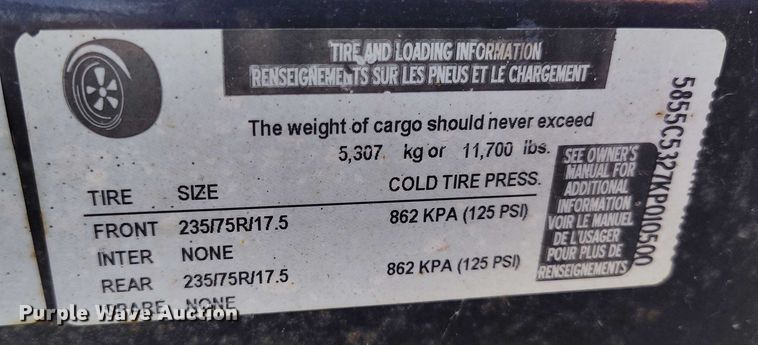 TIRE AND LOADING INFORMATION
RENSEIGNEMENTS SUR LES PNEUS ET LE CHARGEMENT
The weight of cargo should never exceed
5,307 kg or 11,700 lbs.
TIRE SIZE COLD TIRE PRESS.
FRONT 235/75R/17.5 862 KPA (125 PSI)
INTER NONE
REAR 235/75R/17.5 862 KPA (125 PSI)
SPARE NONE
SEE OWNER'S
MANUAL FOR
ADDITIONAL
INFORMATION
VOIR LE MANUEL
DE L'USAGER
POUR PLUS DE
RENSEIGNEMENTS
5855C5327KP010500
Purple Wave Auction